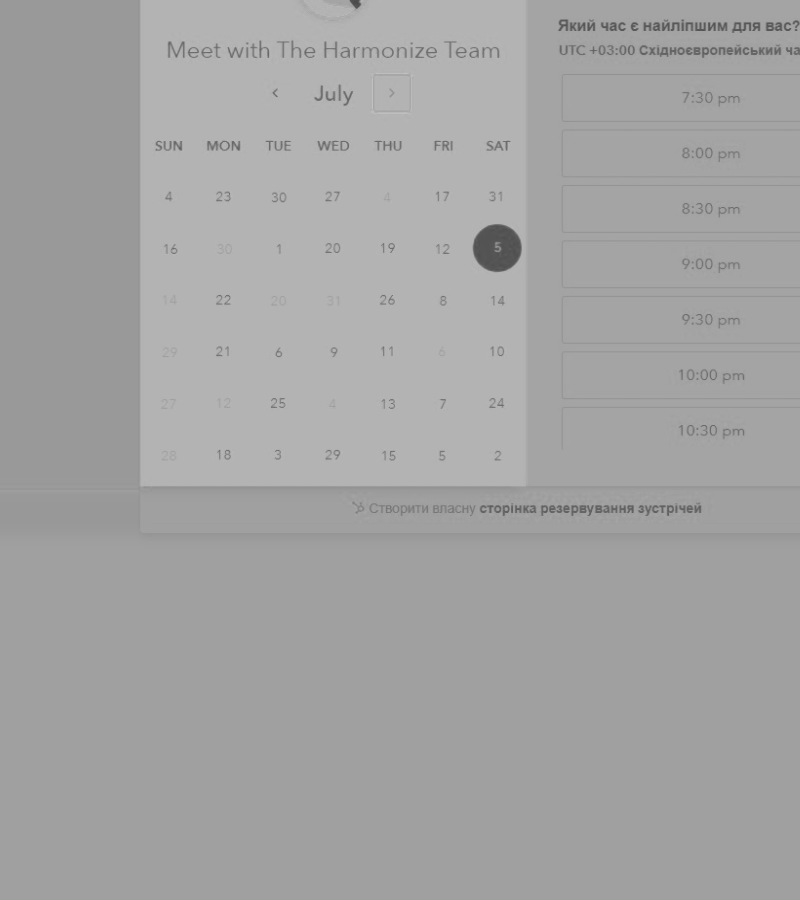 Meet with The Harmonize Team
July
SUN MON TUE WED THU FRI SAT
4 23 30 27 4 17 31
16 30 1 20 19 12 5
14 22 20 31 26 8 14
29 21 6 9 11 6 10
27 12 25 4 13 7 24
28 18 3 29 15 5 2
Який час є найліпшим для вас?
UTC +03:00 Східноєвропейський ча
7:30 pm
8:00 pm
8:30 pm
9:00 pm
9:30 pm
10:00 pm
10:30 pm
Створити власну сторінка резервування зустрічей